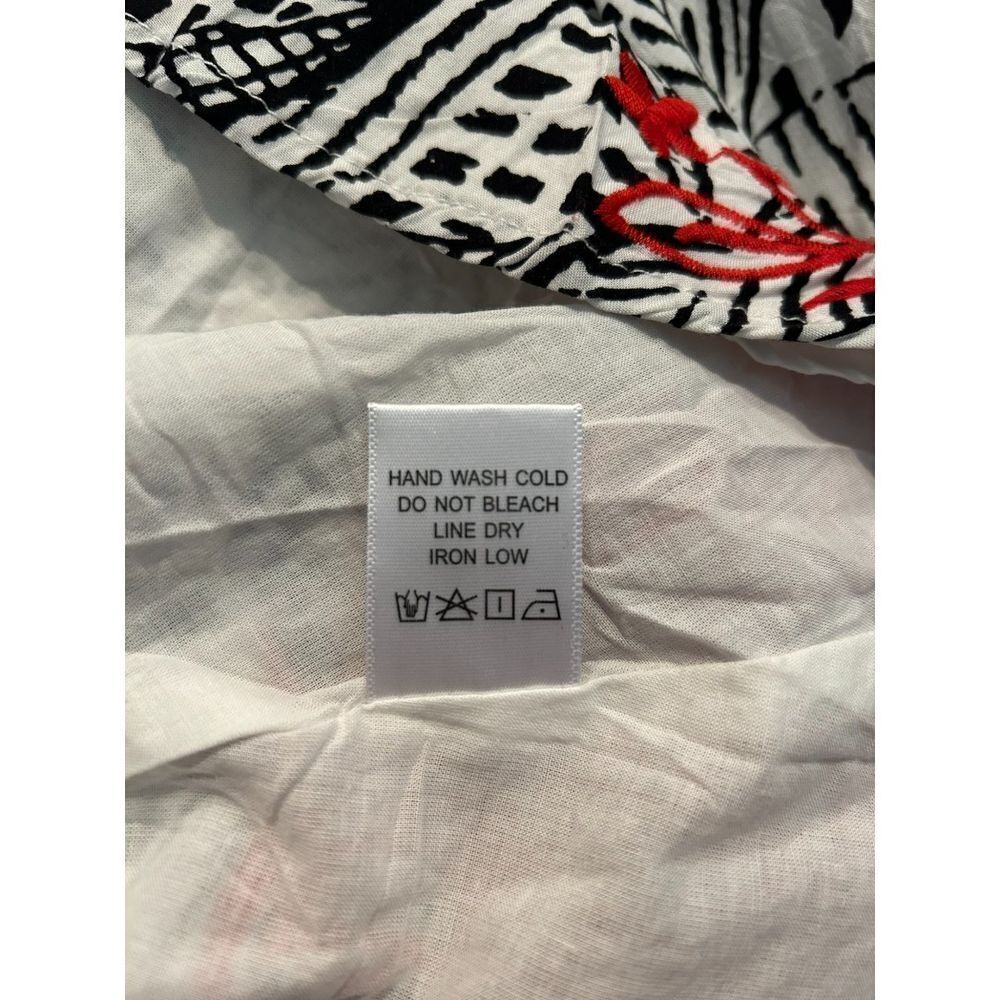 HAND WASH COLD
DO NOT BLEACH
LINE DRY
IRON LOW